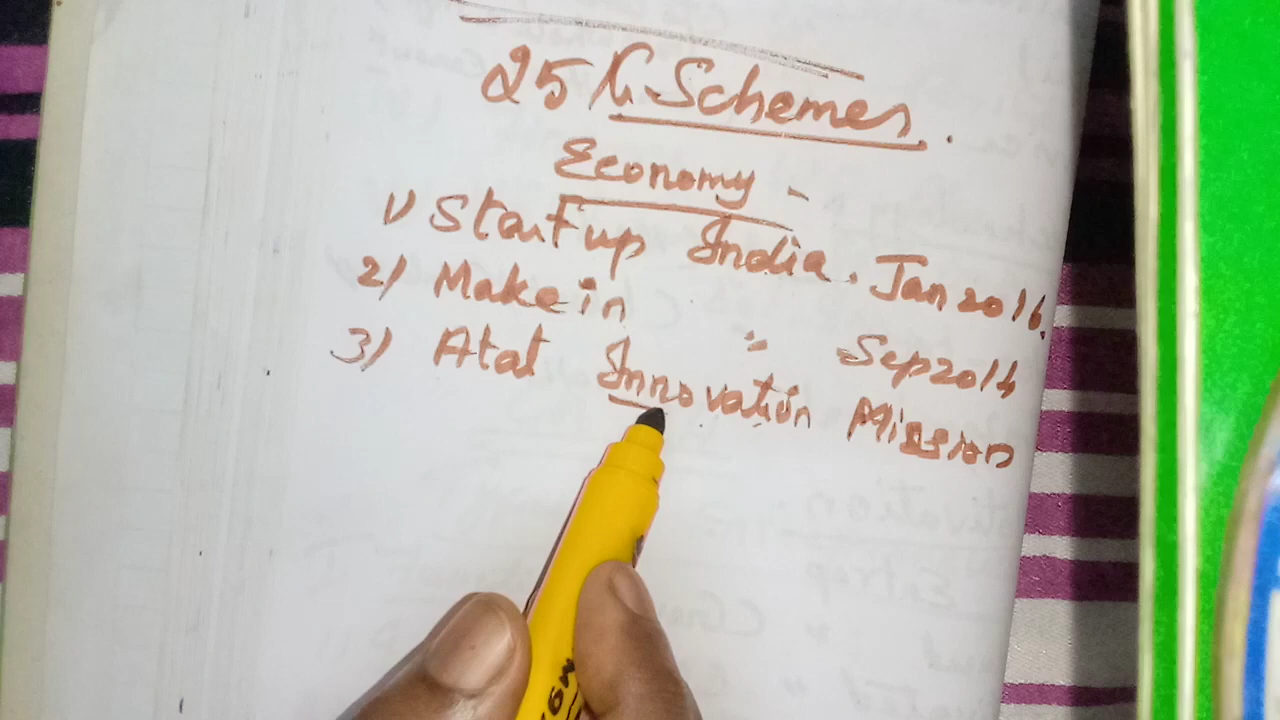 25 G. Schemes.
Economy -
1) Startup India. Jan 2016.
2) Make in " Sep 2014
3) Atal Innovation Mission